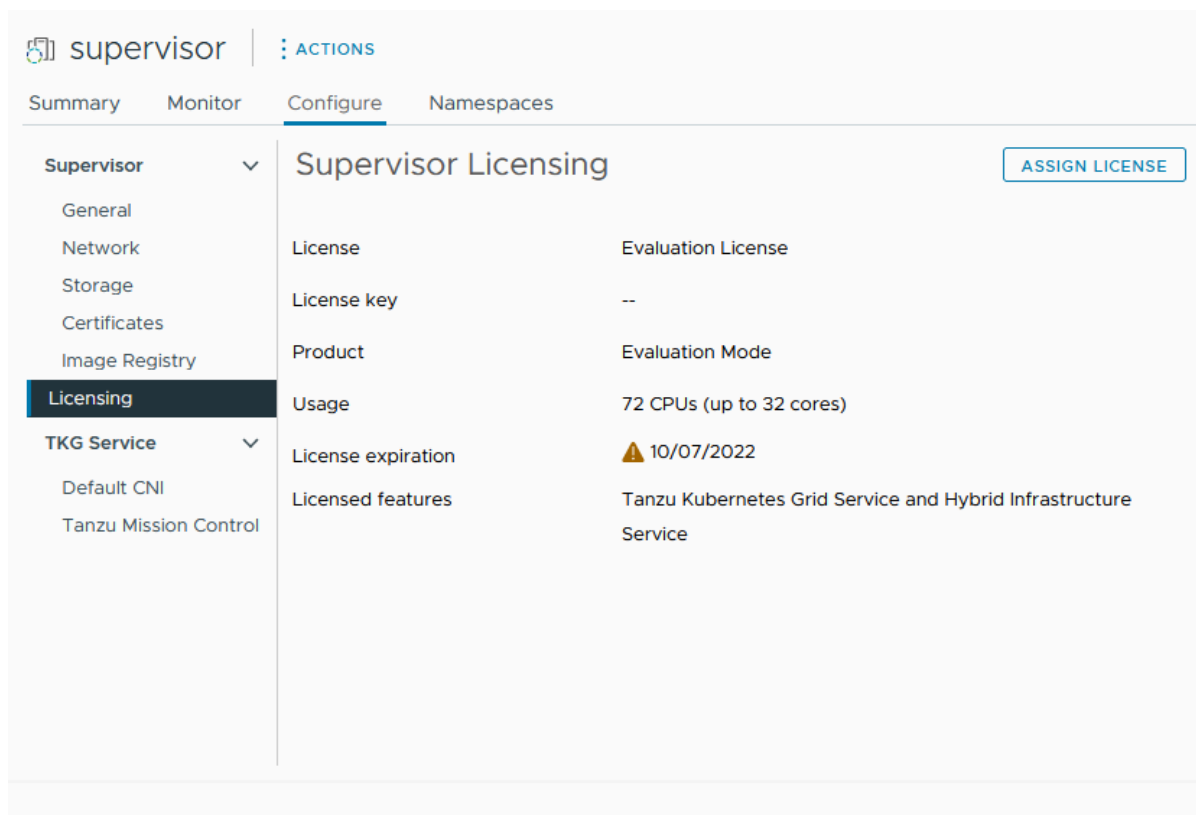 supervisor
ACTIONS
Summary Monitor Configure Namespaces
Supervisor
General
Network
Storage
Certificates
Image Registry
Licensing
TKG Service
Default CNI
Tanzu Mission Control
Supervisor Licensing
ASSIGN LICENSE
License Evaluation License
License key --
Product Evaluation Mode
Usage 72 CPUs (up to 32 cores)
License expiration 10/07/2022
Licensed features Tanzu Kubernetes Grid Service and Hybrid Infrastructure
Service